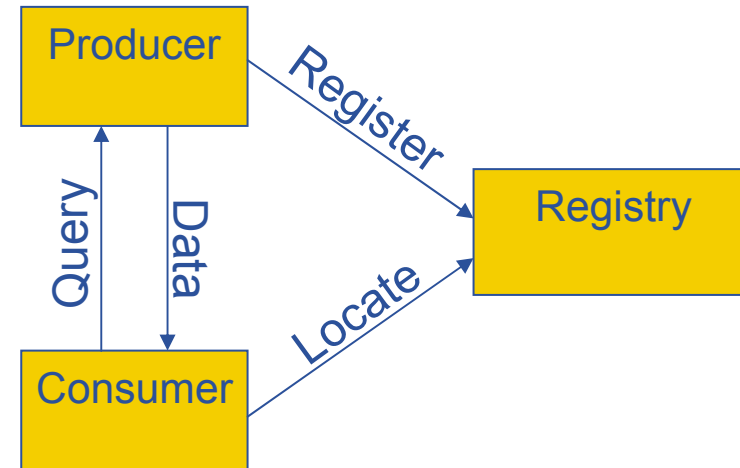 Producer
Register
Registry
Query
Data
Locate
Consumer